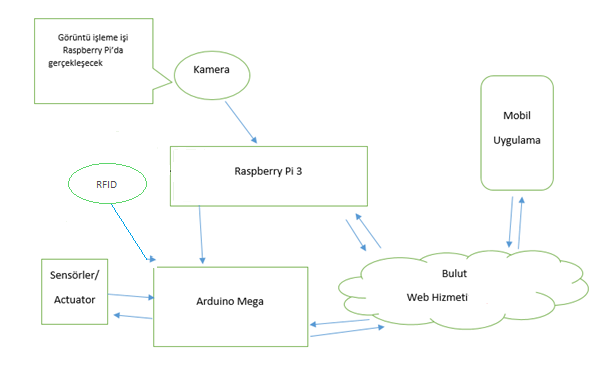 Görüntü işleme işi
Raspberry Pi'da
gerçekleşecek
Kamera
Mobil
Uygulama
Raspberry Pi 3
RFID
Sensörler/
Actuator
Arduino Mega
Bulut
Web Hizmeti